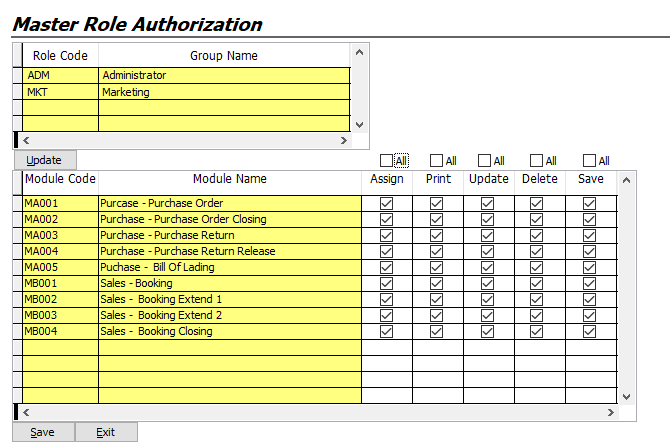 Master Role Authorization
Role Code Group Name
ADM Administrator
MKT Marketing
Update All All All All All
Module Code Module Name Assign Print Update Delete Save
MA001 Purcase - Purchase Order
MA002 Purchase - Purchase Order Closing
MA003 Purchase - Purchase Return
MA004 Purchase - Purchase Return Release
MA005 Puchase - Bill Of Lading
MB001 Sales - Booking
MB002 Sales - Booking Extend 1
MB003 Sales - Booking Extend 2
MB004 Sales - Booking Closing
Save Exit